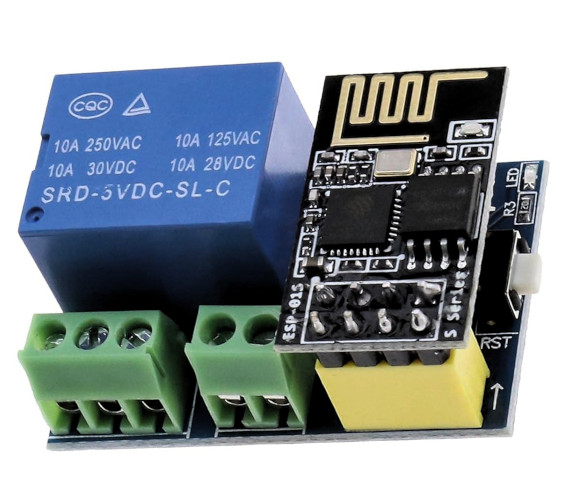 CQC
10A 250VAC 10A 125VAC
10A 30VDC 10A 28VDC
SRD-5VDC-SL-C
ESP-01S
S Series
LED
R3
RST